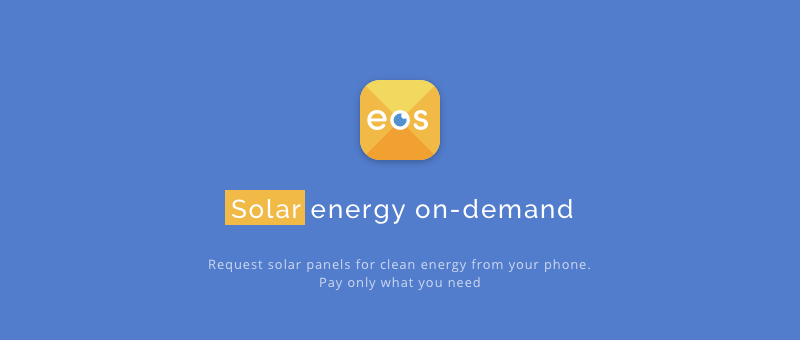 eos
Solar energy on-demand
Request solar panels for clean energy from your phone.
Pay only what you need